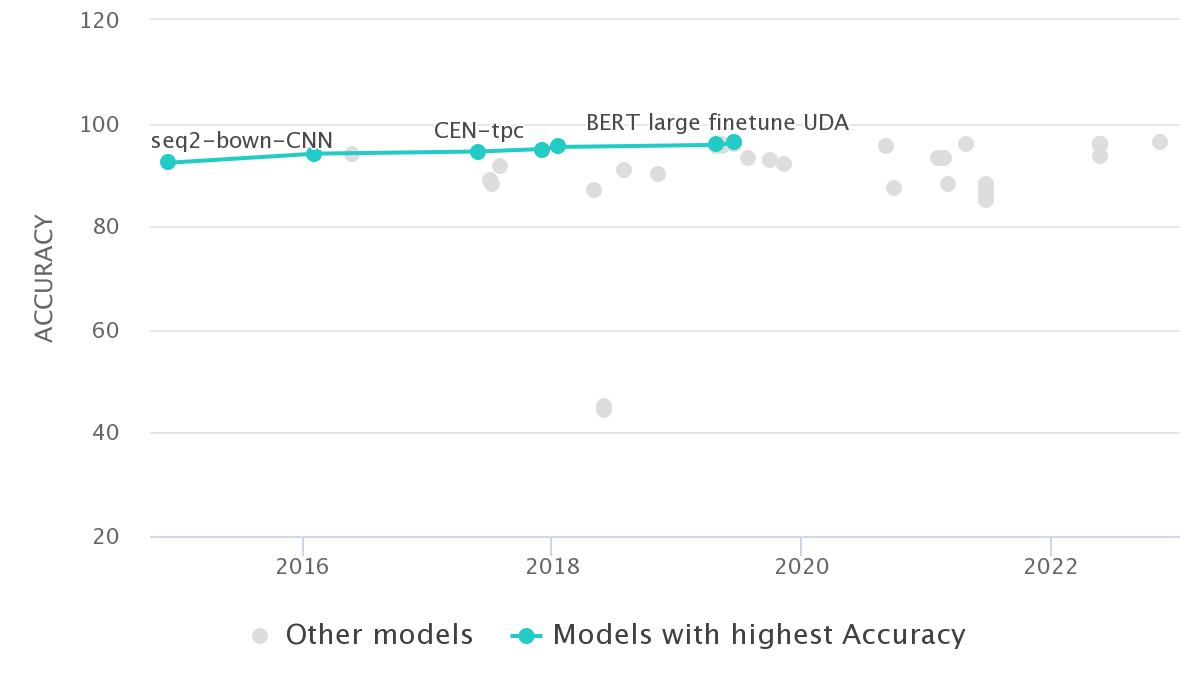 120
100
80
60
40
20
ACCURACY
seq2-bown-CNN
CEN-tpc
BERT large finetune UDA
2016
2018
2020
2022
Other models
Models with highest Accuracy